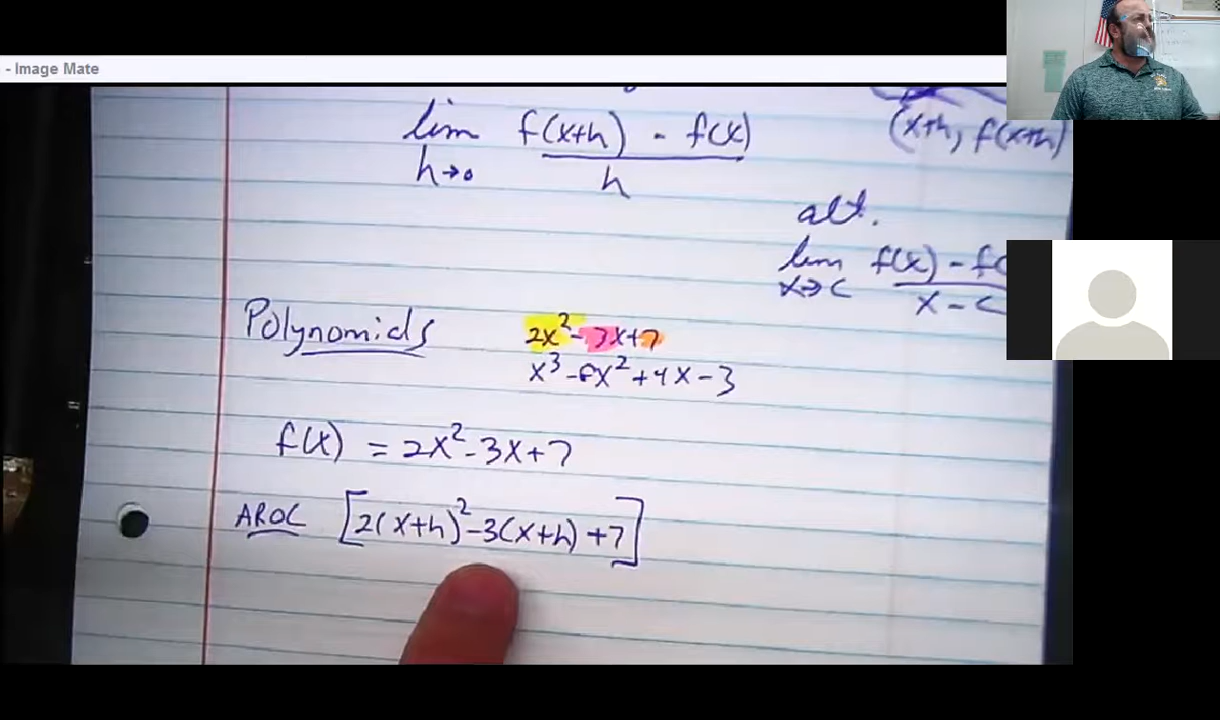 - Image Mate
lim f(x+h) - f(x)
h→0 h
(x+h, f(x+h)
alt.
lim f(x) - f(
x→c x-c
Polynomials 2x²-3x+7
x³-8x²+4x-3
f(x) = 2x²-3x+7
AROC [2(x+h)²-3(x+h)+7]